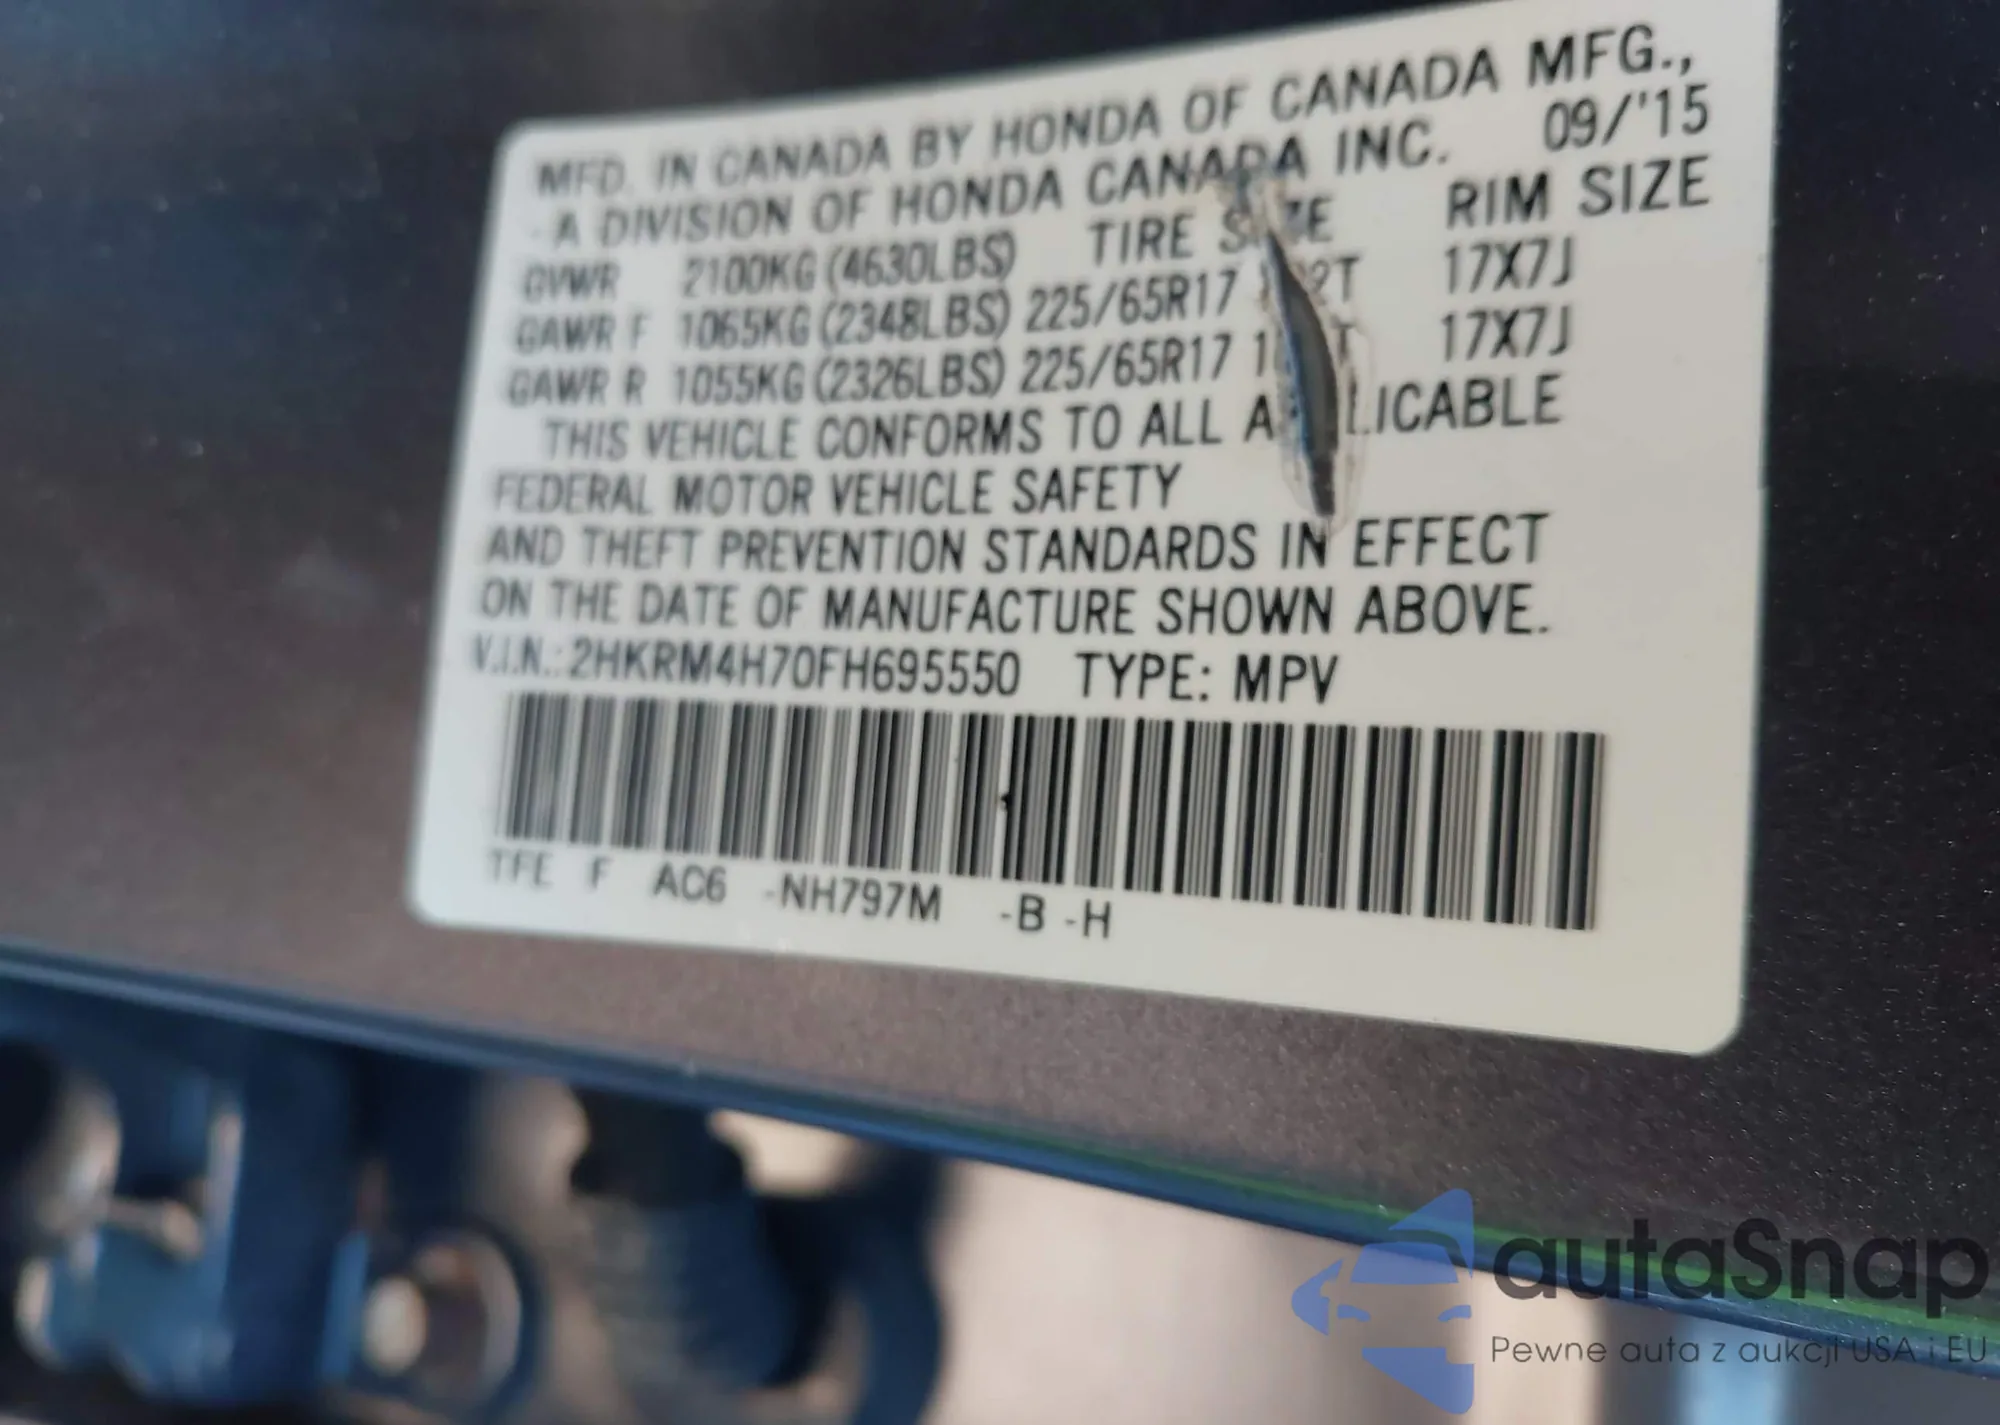 MFD. IN CANADA BY HONDA OF CANADA MFG.,
A DIVISION OF HONDA CANADA INC. 09/'15
GVWR 2100KG (4630LBS) TIRE SIZE RIM SIZE
GAWR F 1065KG (2348LBS) 225/65R17 17X7J
GAWR R 1055KG (2326LBS) 225/65R17 17X7J
THIS VEHICLE CONFORMS TO ALL APPLICABLE
FEDERAL MOTOR VEHICLE SAFETY
AND THEFT PREVENTION STANDARDS IN EFFECT
ON THE DATE OF MANUFACTURE SHOWN ABOVE.
V.I.N.: 2HKRM4H70FH695550 TYPE: MPV
TFE F AC6 -NH797M -B -H
autaSnap
Pewne auta z aukcji USA i EU